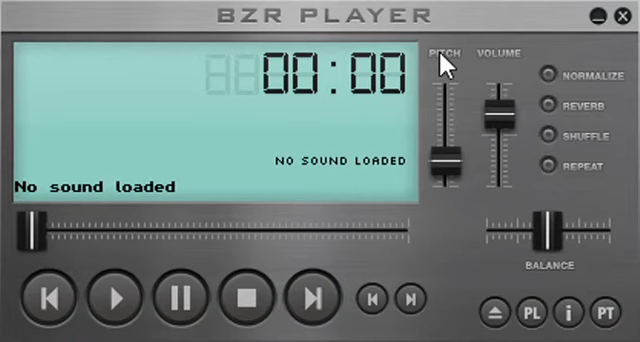 BZR PLAYER
PITCH VOLUME
00:00
NORMALIZE
REVERB
SHUFFLE
REPEAT
NO SOUND LOADED
No sound loaded
BALANCE
PL i PT